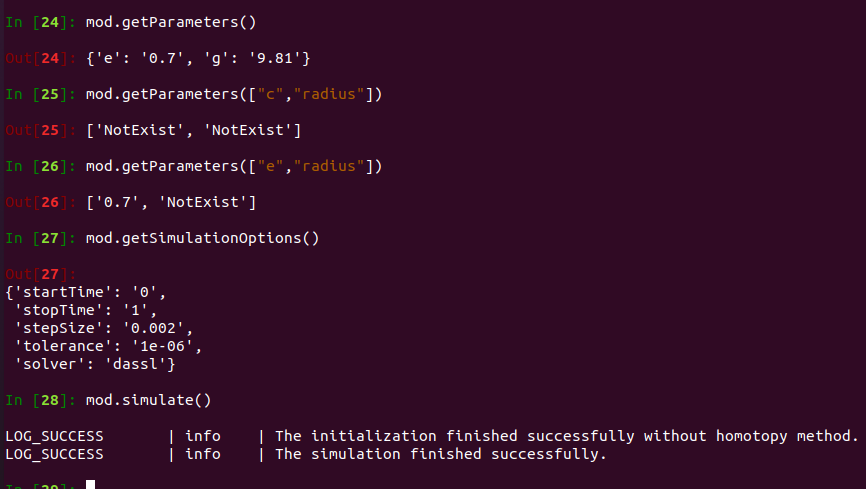 In [24]: mod.getParameters()
Out[24]: {'e': '0.7', 'g': '9.81'}
In [25]: mod.getParameters(["c","radius"])
Out[25]: ['NotExist', 'NotExist']
In [26]: mod.getParameters(["e","radius"])
Out[26]: ['0.7', 'NotExist']
In [27]: mod.getSimulationOptions()
Out[27]:
{'startTime': '0',
 'stopTime': '1',
 'stepSize': '0.002',
 'tolerance': '1e-06',
 'solver': 'dassl'}
In [28]: mod.simulate()
LOG_SUCCESS       | info    | The initialization finished successfully without homotopy method.
LOG_SUCCESS       | info    | The simulation finished successfully.
In [29]: